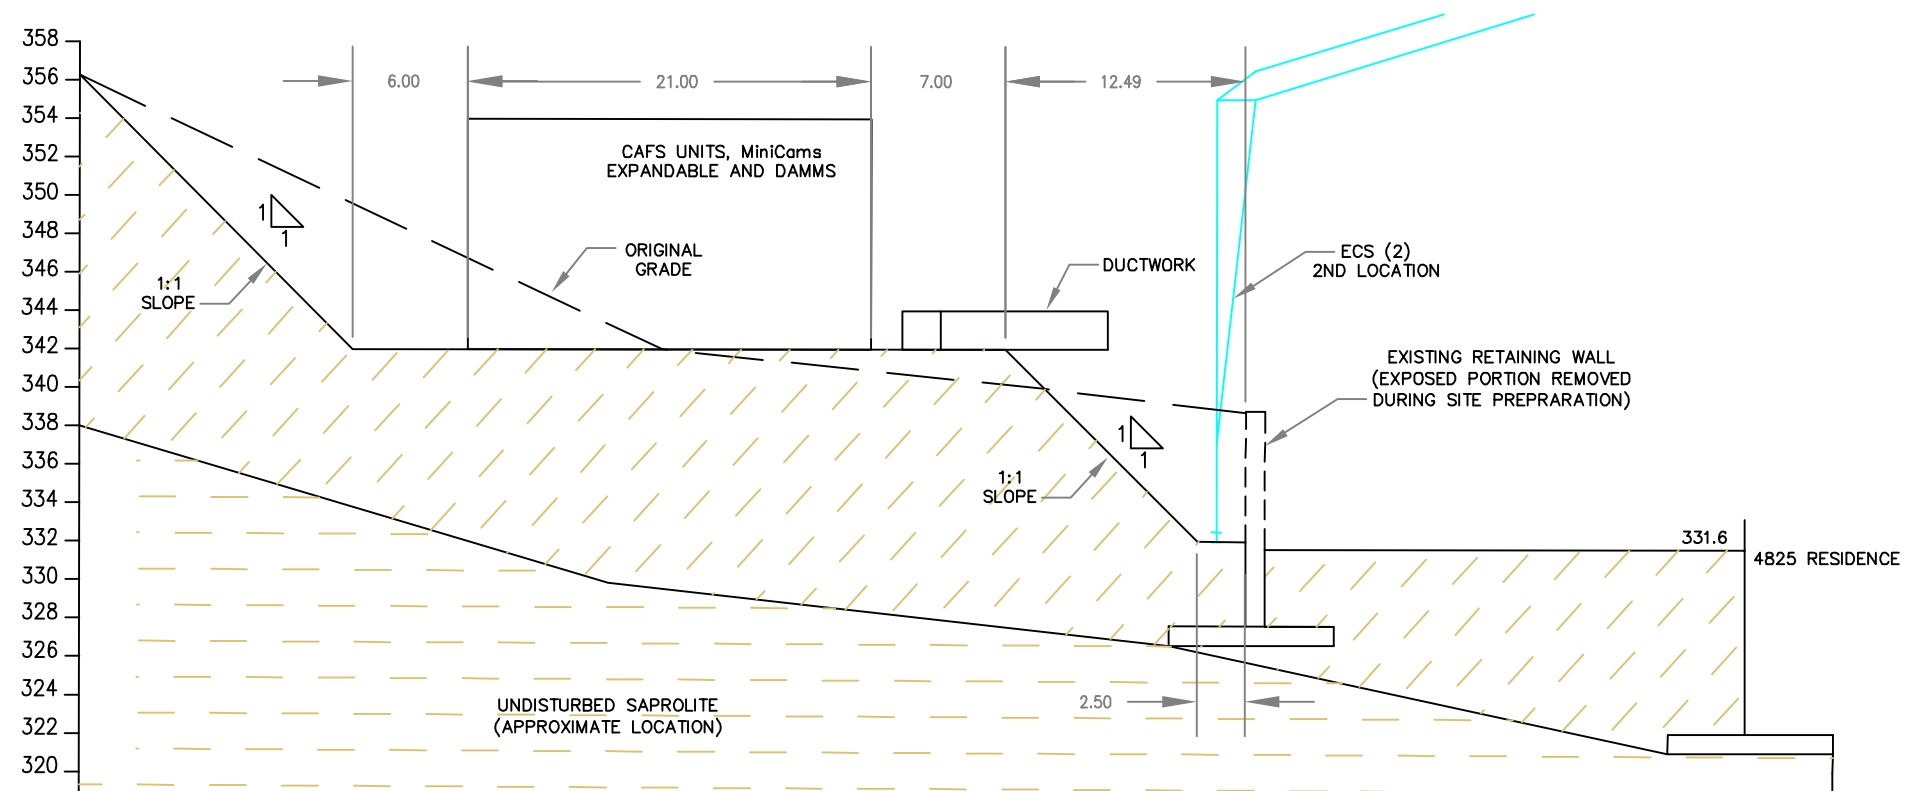 358
356
354
352
350
348
346
344
342
340
338
336
334
332
330
328
326
324
322
320
6.00
21.00
7.00
12.49
CAFS UNITS, MiniCams
EXPANDABLE AND DAMMS
1
1
1:1
SLOPE
ORIGINAL
GRADE
DUCTWORK
ECS (2)
2ND LOCATION
EXISTING RETAINING WALL
(EXPOSED PORTION REMOVED
DURING SITE PREPRARATION)
1
1
1:1
SLOPE
331.6
4825 RESIDENCE
2.50
UNDISTURBED SAPROLITE
(APPROXIMATE LOCATION)